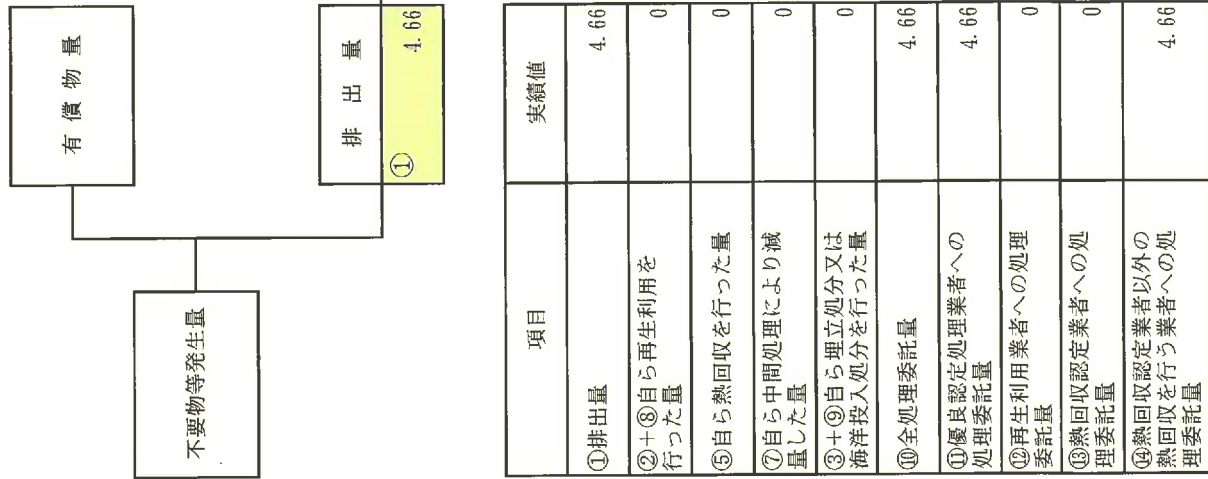 有償物量
不要物等発生量
排出量
① 4.66
項目 実績値
①排出量 4.66
②+⑧自ら再生利用を
行った量 0
⑤自ら熱回収を行った量 0
⑦自ら中間処理により減
量した量 0
③+⑨自ら埋立処分又は
海洋投入処分を行った量 0
⑩全処理委託量 4.66
⑪優良認定処理業者への
処理委託量 4.66
⑫再生利用業者への処理
委託量 0
⑬熱回収認定業者への処
理委託量 0
⑭熱回収認定業者以外の
熱回収を行う業者への処
理委託量 4.66